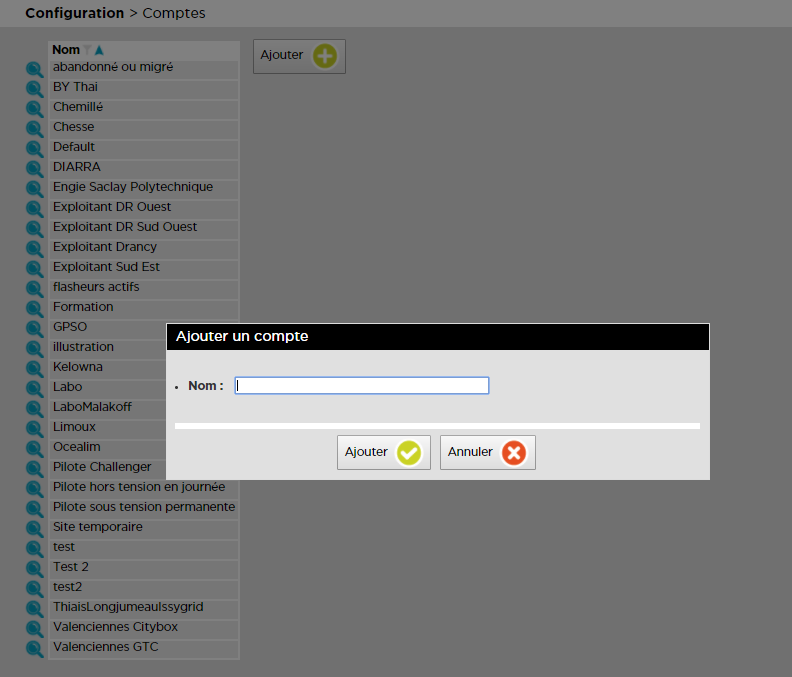 Configuration > Comptes
Nom
Ajouter
abandonné ou migré
BY Thai
Chemillé
Chesse
Default
DIARRA
Engie Saclay Polytechnique
Exploitant DR Ouest
Exploitant DR Sud Ouest
Exploitant Drancy
Exploitant Sud Est
flasheurs actifs
Formation
GPSO
illustration
Kelowna
Labo
LaboMalakoff
Limoux
Ocealim
Pilote Challenger
Pilote hors tension en journée
Pilote sous tension permanente
Site temporaire
test
Test 2
test2
ThiaisLongjumeauIssygrid
Valenciennes Citybox
Valenciennes GTC
Ajouter un compte
• Nom :
Ajouter
Annuler